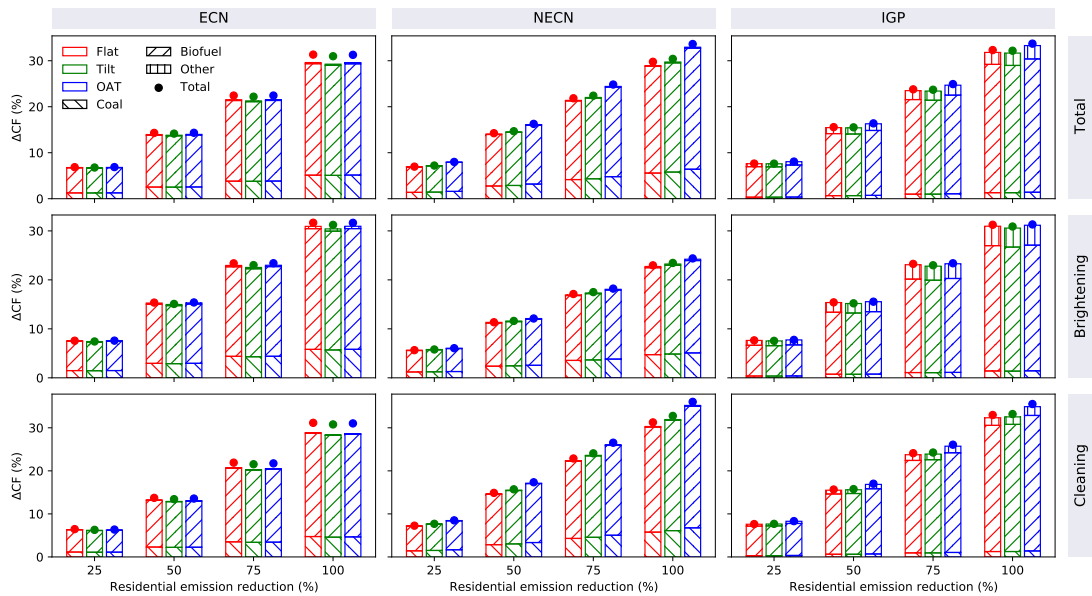 ECN NECN IGP
ΔCF (%)
30
20
10
0
Flat
Tilt
OAT
Coal
Biofuel
Other
Total
Total
ΔCF (%)
30
20
10
0
Brightening
ΔCF (%)
30
20
10
0
Cleaning
25 50 75 100 25 50 75 100 25 50 75 100
Residential emission reduction (%) Residential emission reduction (%) Residential emission reduction (%)